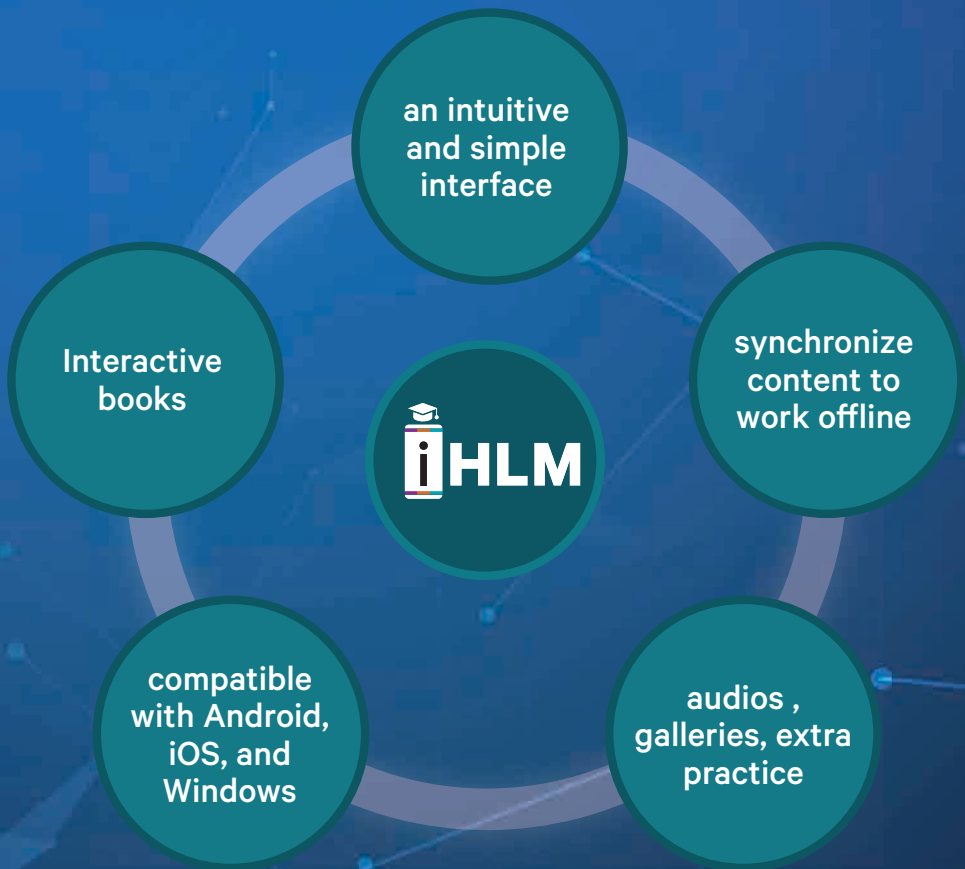 an intuitive
and simple
interface
Interactive
books
synchronize
content to
work offline
iHLM
compatible
with Android,
iOS, and
Windows
audios ,
galleries, extra
practice